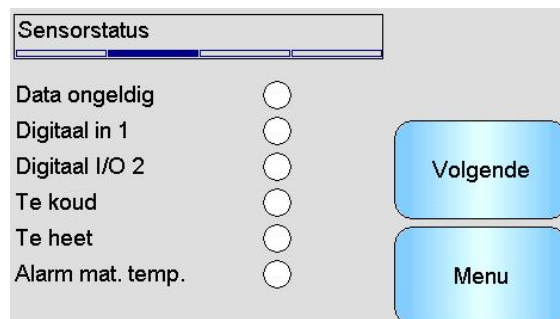 Sensorstatus
Data ongeldig
Digitaal in 1
Digitaal I/O 2
Te koud
Te heet
Alarm mat. temp.
Volgende
Menu